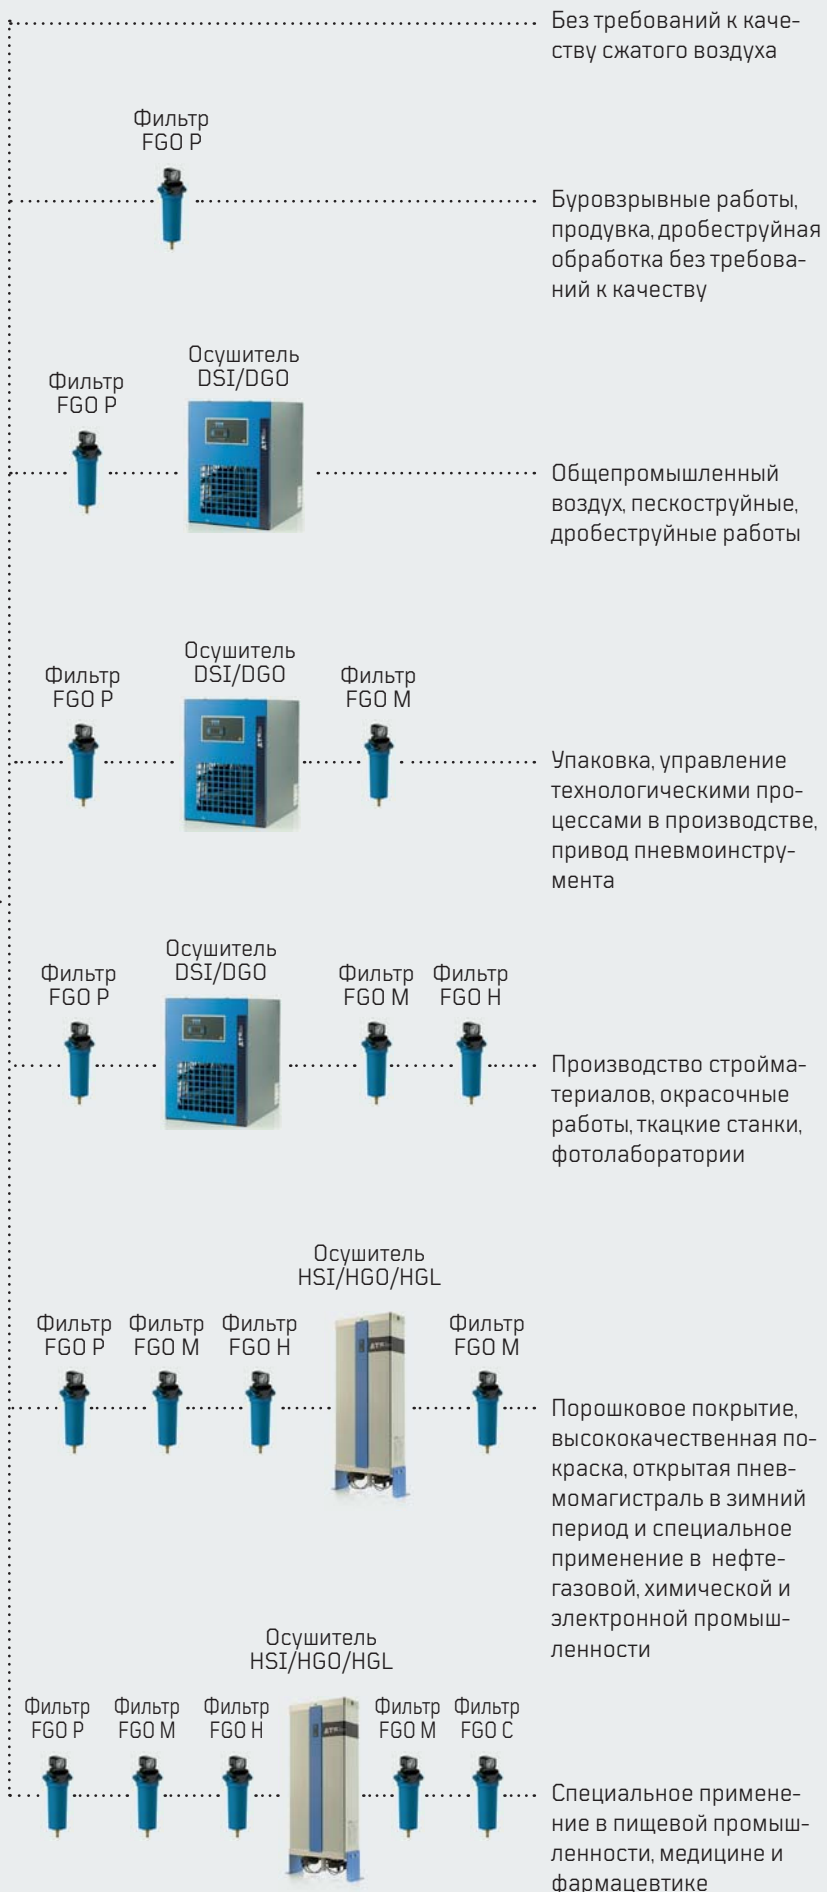 Без требований к каче-
ству сжатого воздуха
Фильтр
FGO P
Буровзрывные работы,
продувка, дробеструйная
обработка без требова-
ний к качеству
Фильтр
FGO P
Осушитель
DSI/DGO
Общепромышленный
воздух, пескоструйные,
дробеструйные работы
Фильтр
FGO P
Осушитель
DSI/DGO
Фильтр
FGO M
Упаковка, управление
технологическими про-
цессами в производстве,
привод пневмоинстру-
мента
Фильтр
FGO P
Осушитель
DSI/DGO
Фильтр
FGO M
Фильтр
FGO H
Производство стройма-
териалов, окрасочные
работы, ткацкие станки,
фотолаборатории
Фильтр
FGO P
Фильтр
FGO M
Фильтр
FGO H
Осушитель
HSI/HGO/HGL
Фильтр
FGO M
Порошковое покрытие,
высококачественная по-
краска, открытая пнев-
момагистраль в зимний
период и специальное
применение в нефте-
газовой, химической и
электронной промыш-
ленности
Фильтр
FGO P
Фильтр
FGO M
Фильтр
FGO H
Осушитель
HSI/HGO/HGL
Фильтр
FGO M
Фильтр
FGO C
Специальное примене-
ние в пищевой промыш-
ленности, медицине и
фармацевтике